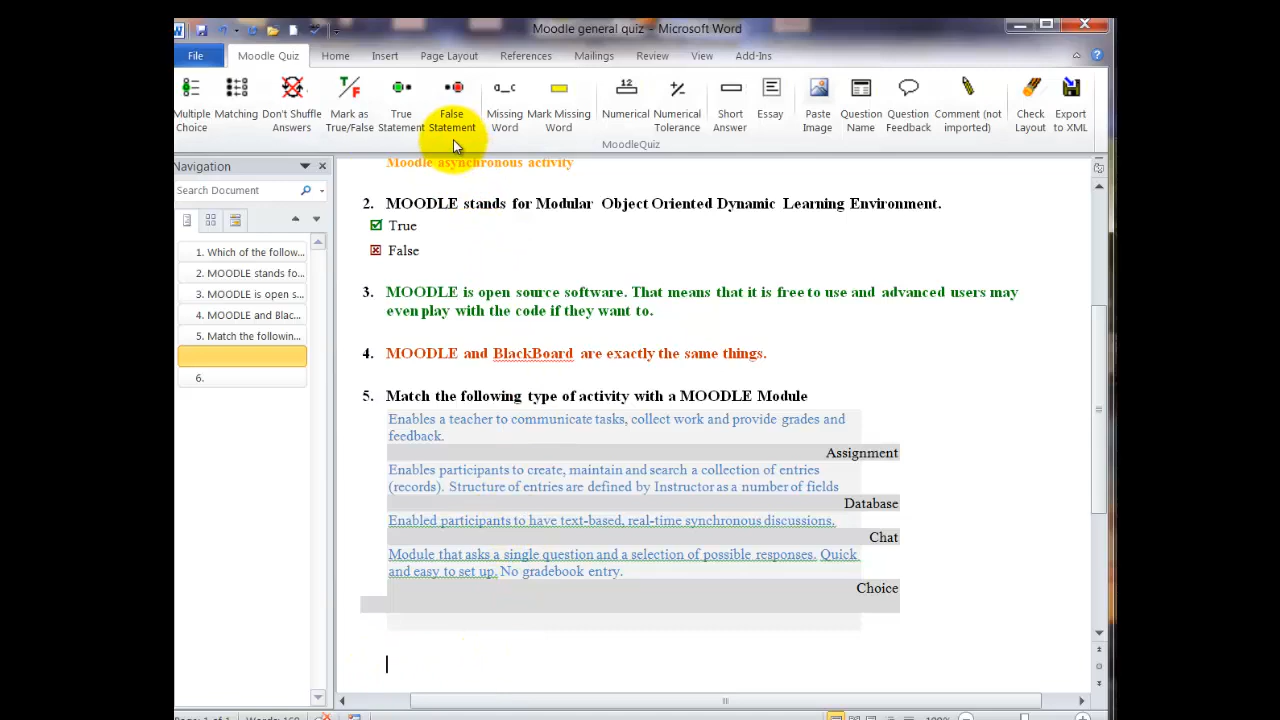 Moodle general quiz - Microsoft Word
File Moodle Quiz Home Insert Page Layout References Mailings Review View Add-Ins
Multiple Choice
Matching
Don't Shuffle Answers
Mark as True/False
True Statement
False Statement
Missing Word
Mark Missing Word
Numerical
Numerical Tolerance
Short Answer
Essay
Paste Image
Question Name
Question Feedback
Comment (not imported)
Check Layout
Export to XML
MoodleQuiz
Navigation
Search Document
1. Which of the follow...
2. MOODLE stands fo...
3. MOODLE is open s...
4. MOODLE and Blac...
5. Match the followin...
6.
Moodle asynchronous activity
2. MOODLE stands for Modular Object Oriented Dynamic Learning Environment.
True
False
3. MOODLE is open source software. That means that it is free to use and advanced users may
even play with the code if they want to.
4. MOODLE and BlackBoard are exactly the same things.
5. Match the following type of activity with a MOODLE Module
Enables a teacher to communicate tasks, collect work and provide grades and
feedback.
Assignment
Enables participants to create, maintain and search a collection of entries
(records). Structure of entries are defined by Instructor as a number of fields
Database
Enabled participants to have text-based, real-time synchronous discussions.
Chat
Module that asks a single question and a selection of possible responses. Quick
and easy to set up. No gradebook entry.
Choice